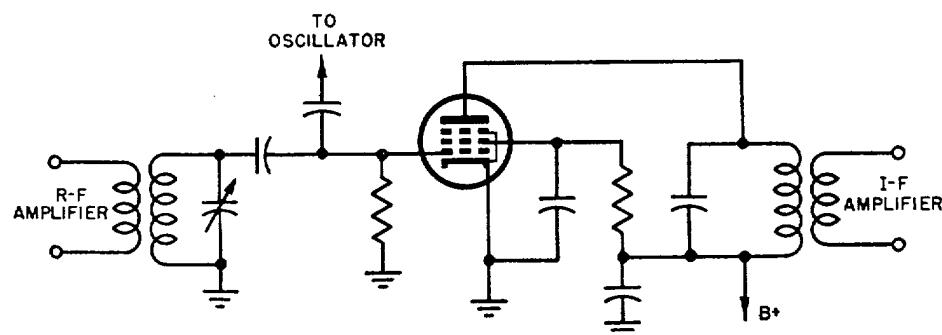 TO
OSCILLATOR
R-F
AMPLIFIER
I-F
AMPLIFIER
B+